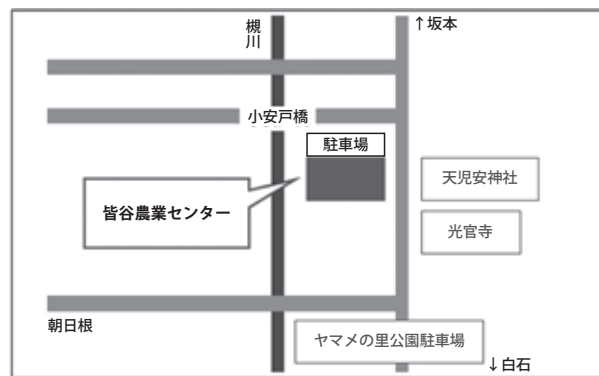 槻川
↑坂本
小安戸橋
駐車場
天児安神社
皆谷農業センター
光官寺
朝日根
ヤマメの里公園駐車場
↓白石